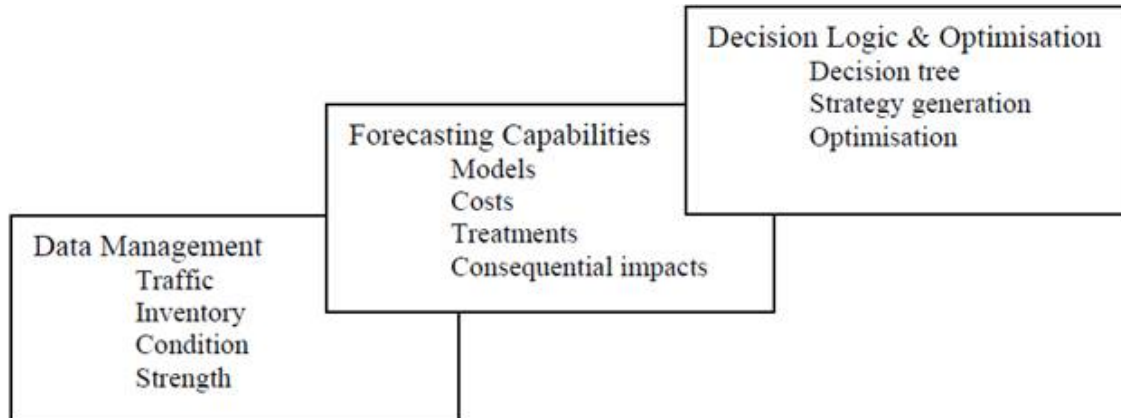 Decision Logic & Optimisation
Decision tree
Strategy generation
Optimisation
Forecasting Capabilities
Models
Costs
Treatments
Consequential impacts
Data Management
Traffic
Inventory
Condition
Strength